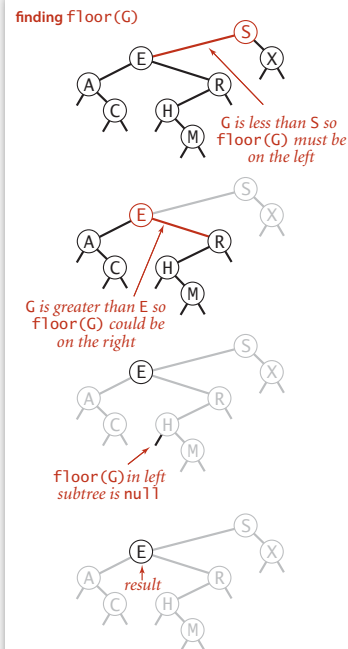 finding floor(G)
S
E
X
A
R
C
H
M
G is less than S so
floor(G) must be
on the left
S
E
X
A
R
C
H
M
G is greater than E so
floor(G) could be
on the right
S
E
X
A
R
C
H
M
floor(G) in left
subtree is null
S
E
X
A
R
C
H
M
result